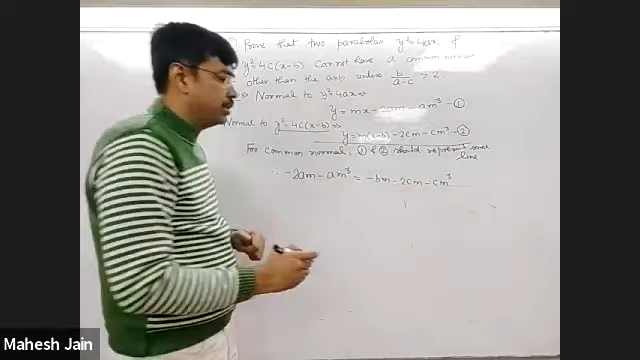 Prove that two parabolas y²=4ax &
y²=4c(x-b) cannot have a common normal
other than the axis unless b/(a-c) > 2.
⇒ Normal to y²=4ax ⇒
y = mx - 2am - am³ - ①
Normal to y²=4c(x-b) ⇒
y = m(x-b) - 2cm - cm³ - ②
For common normal, ① & ② should represent same
line
∴ -2am - am³ = -bm - 2cm - cm³
Mahesh Jain